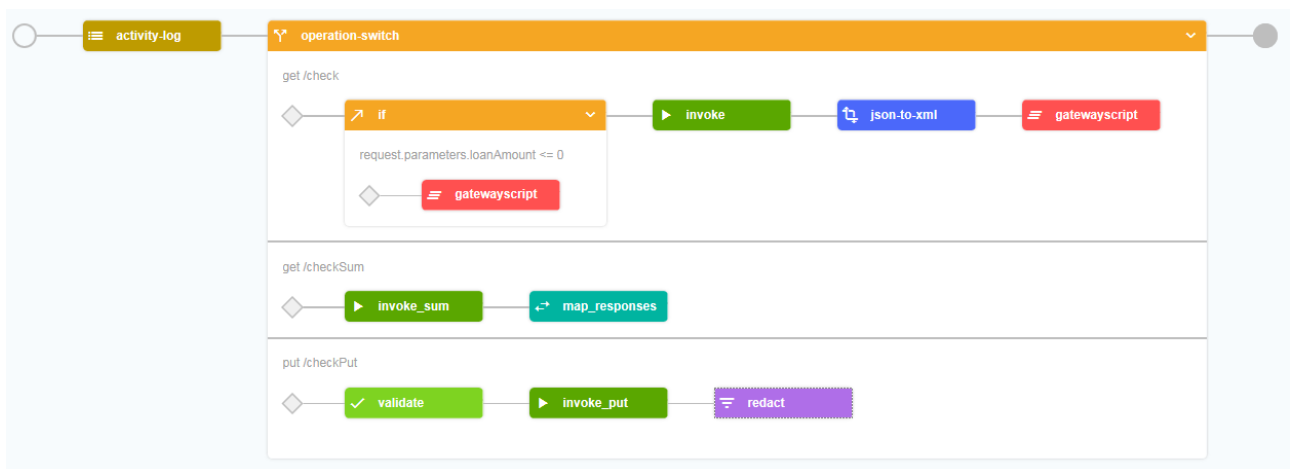 activity-log
operation-switch
get /check
if
invoke
json-to-xml
gatewayscript
request.parameters.loanAmount <= 0
gatewayscript
get /checkSum
invoke_sum
map_responses
put /checkPut
validate
invoke_put
redact